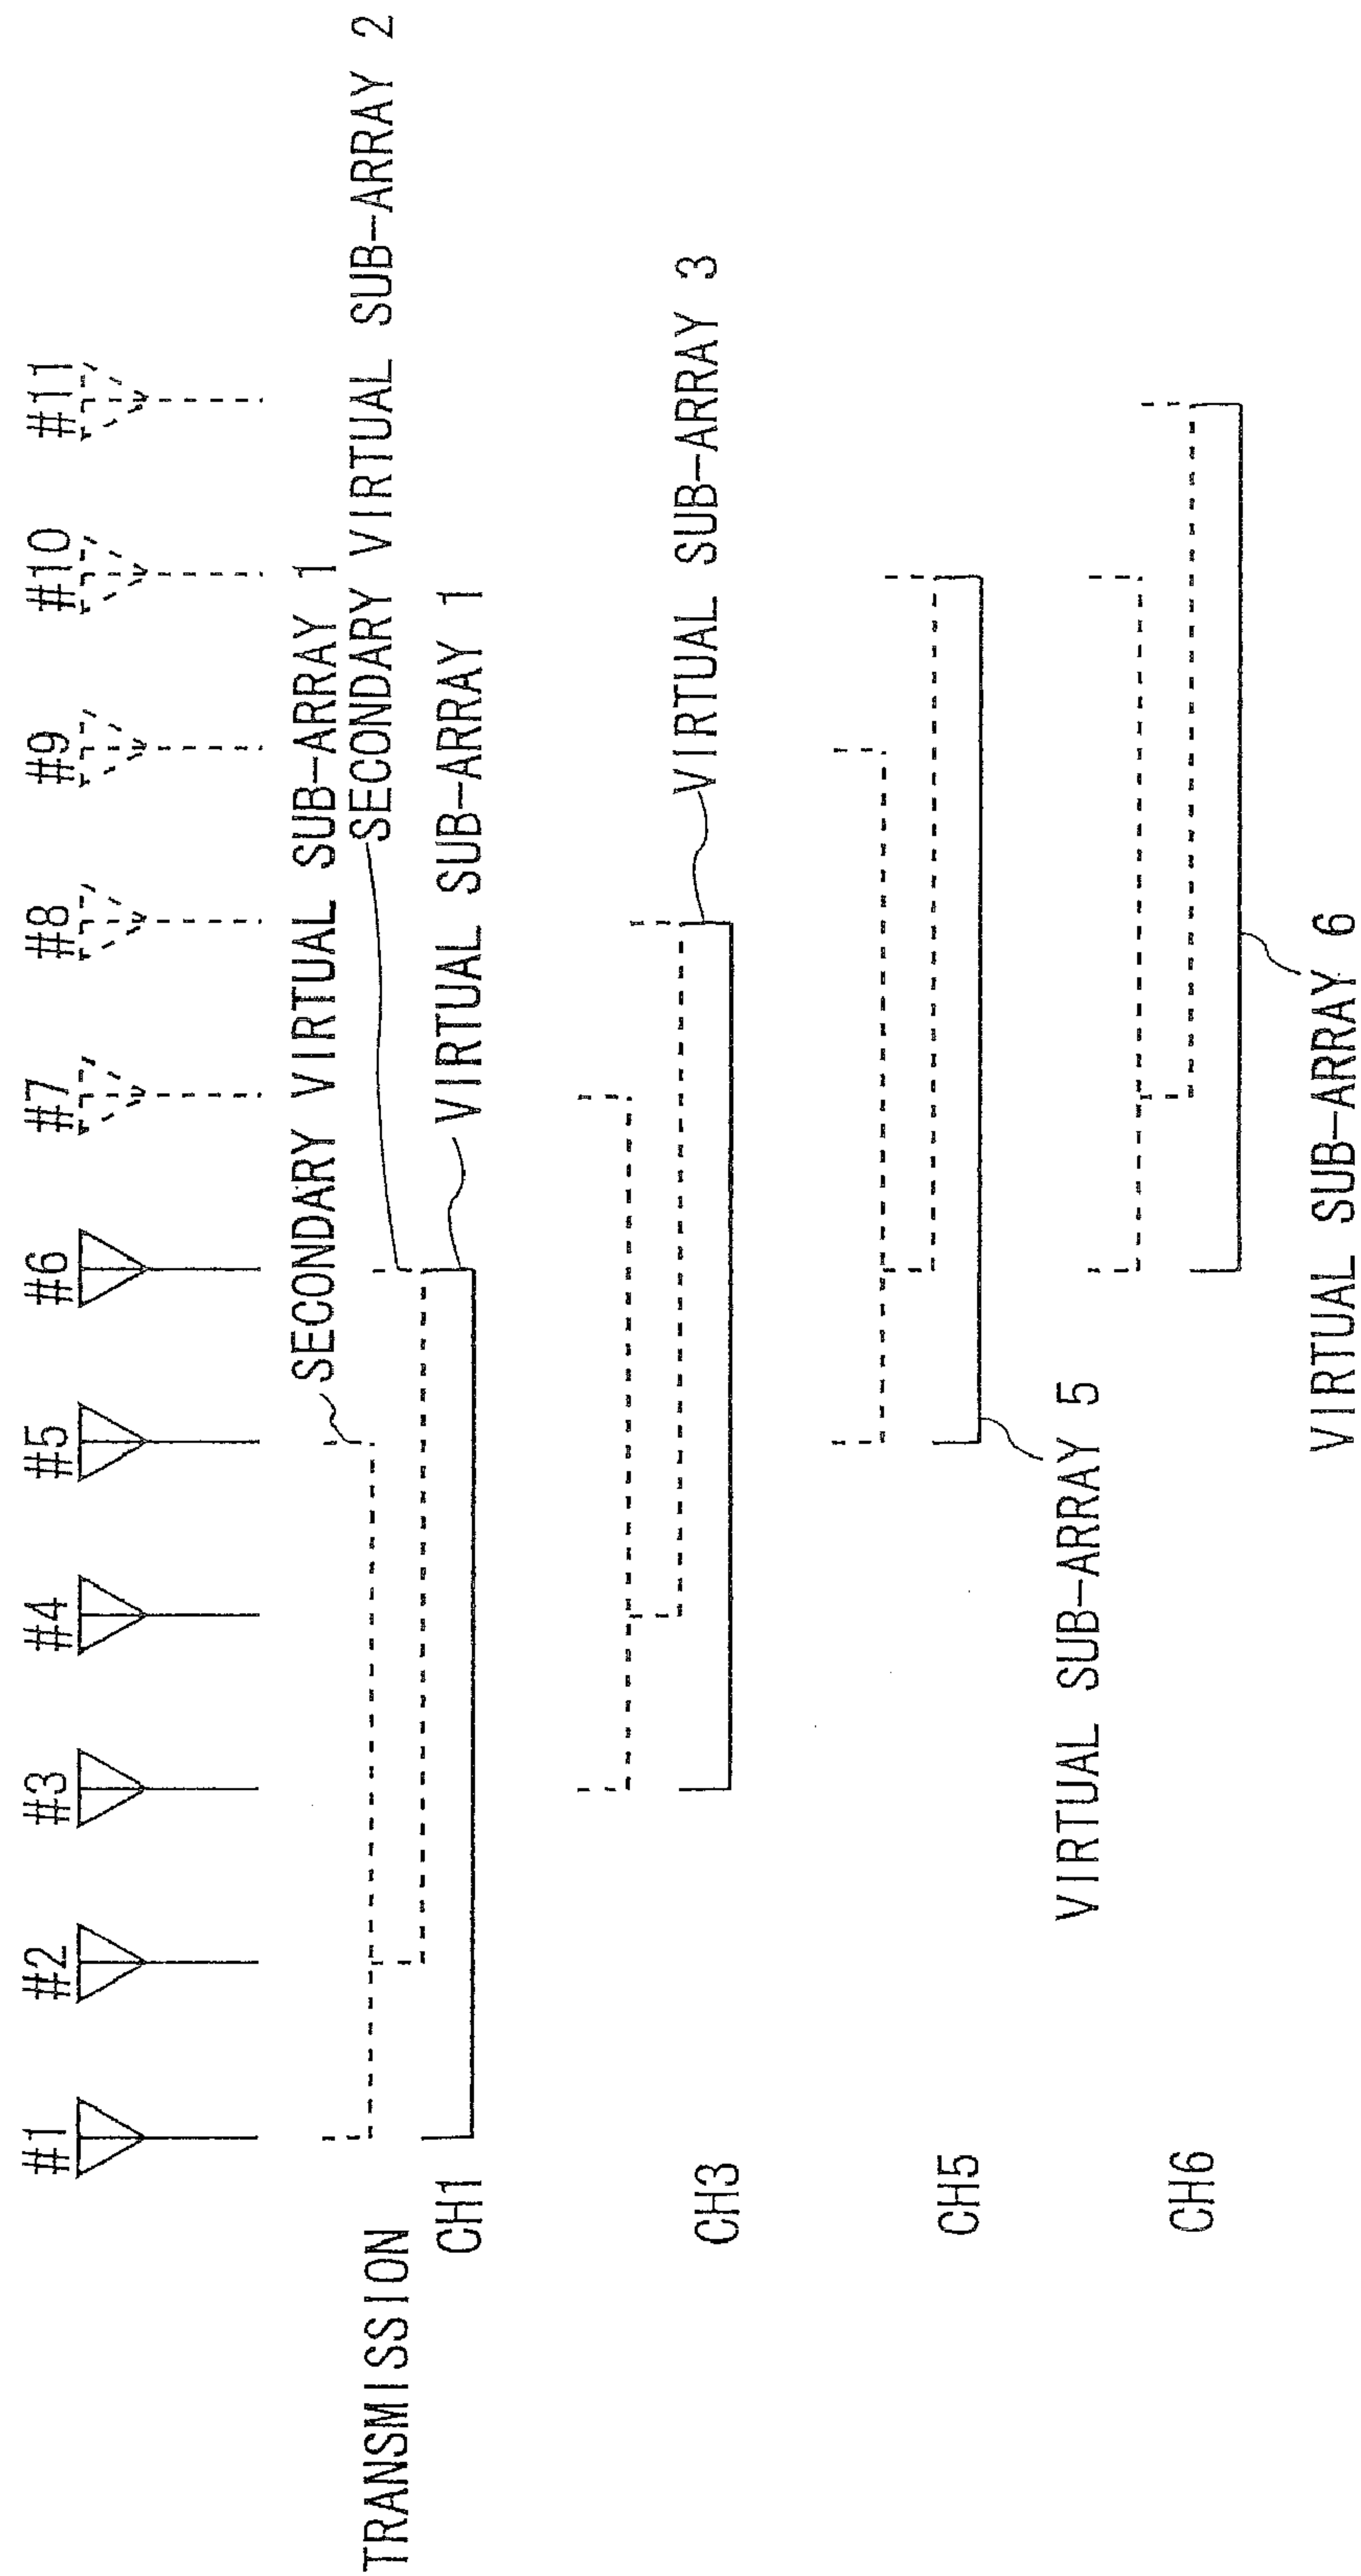 #1 #2 #3 #4 #5 #6 #7 #8 #9 #10 #11
SECONDARY VIRTUAL SUB-ARRAY 1
SECONDARY VIRTUAL SUB-ARRAY 2
TRANSMISSION
CH1
VIRTUAL SUB-ARRAY 1
CH3
VIRTUAL SUB-ARRAY 3
CH5
VIRTUAL SUB-ARRAY 5
CH6
VIRTUAL SUB-ARRAY 6